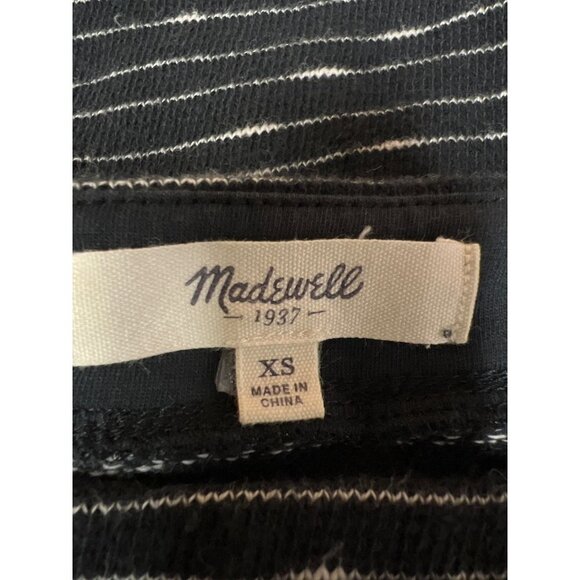 Madewell
- 1937 -
XS
MADE IN
CHINA